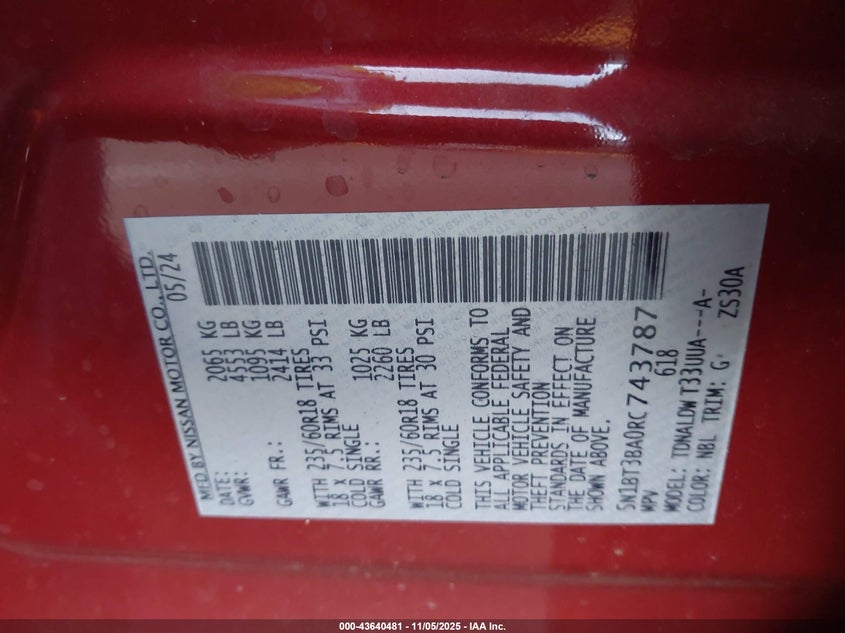 MFD BY NISSAN MOTOR CO., LTD.
DATE: 05/24
GVWR: 2065 KG
4553 LB
GAWR FR.: 1095 KG
2414 LB
WITH 235/60R18 TIRES
18 X 7.5 RIMS AT 33 PSI
COLD SINGLE
GAWR RR.: 1025 KG
2260 LB
WITH 235/60R18 TIRES
18 X 7.5 RIMS AT 30 PSI
COLD SINGLE
THIS VEHICLE CONFORMS TO
ALL APPLICABLE FEDERAL
MOTOR VEHICLE SAFETY AND
THEFT PREVENTION
STANDARDS IN EFFECT ON
THE DATE OF MANUFACTURE
SHOWN ABOVE.
5N1BT3BA0RC743787
MPV 618
MODEL: TDNALDW T33UUA---A-
COLOR: NBL TRIM: G ZS30A
000-43640481 - 11/05/2025 - IAA Inc.